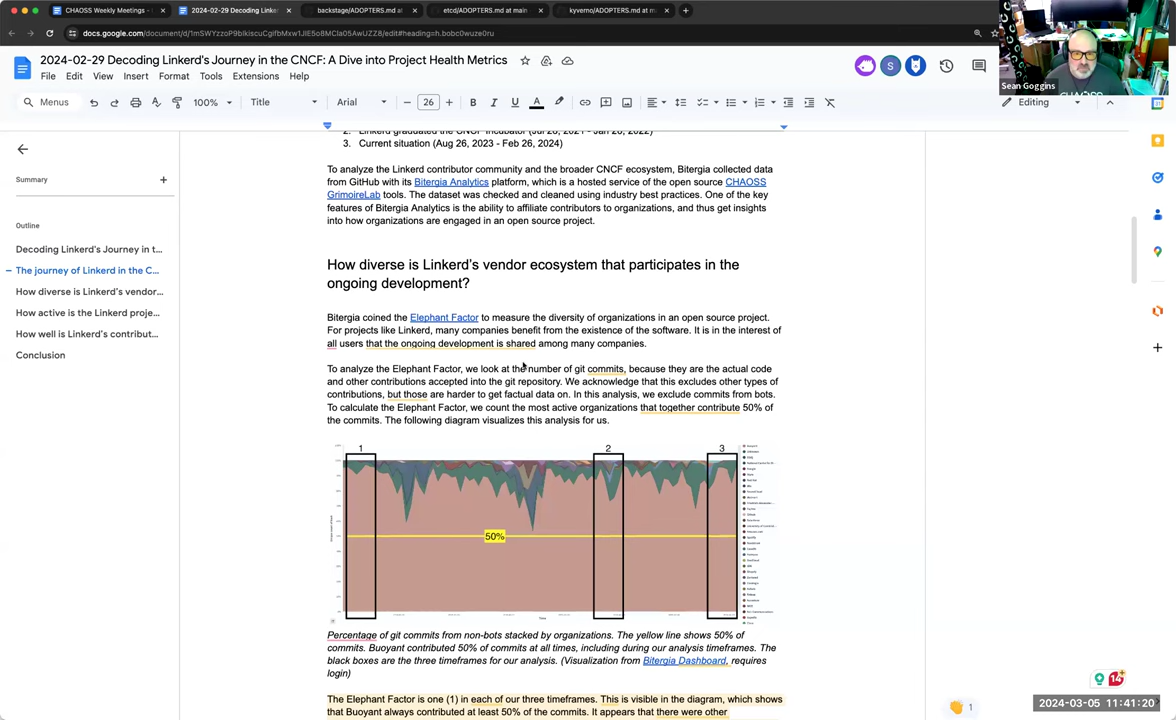 CHAOSS Weekly Meetings -
2024-02-29 Decoding Linke
backstage/ADOPTERS.md at
etcd/ADOPTERS.md at main
kyverno/ADOPTERS.md at m
docs.google.com
2024-02-29 Decoding Linkerd's Journey in the CNCF: A Dive into Project Health Metrics
S
File Edit View Insert Format Tools Extensions Help
Sean Goggins
Menus 100% Title Arial 26 B I U A Editing
2. Linkerd graduated the CNCF Incubator
3. Current situation (Aug 26, 2023 - Feb 26, 2024)
Summary
Outline
Decoding Linkerd's Journey in t...
The journey of Linkerd in the C...
How diverse is Linkerd's vendor...
How active is the Linkerd proje...
How well is Linkerd's contribut...
Conclusion
To analyze the Linkerd contributor community and the broader CNCF ecosystem, Bitergia collected data
from GitHub with its Bitergia Analytics platform, which is a hosted service of the open source CHAOSS
GrimoireLab tools. The dataset was checked and cleaned using industry best practices. One of the key
features of Bitergia Analytics is the ability to affiliate contributors to organizations, and thus get insights
into how organizations are engaged in an open source project.
How diverse is Linkerd's vendor ecosystem that participates in the
ongoing development?
Bitergia coined the Elephant Factor to measure the diversity of organizations in an open source project.
For projects like Linkerd, many companies benefit from the existence of the software. It is in the interest of
all users that the ongoing development is shared among many companies.
To analyze the Elephant Factor, we look at the number of git commits, because they are the actual code
and other contributions accepted into the git repository. We acknowledge that this excludes other types of
contributions, but those are harder to get factual data on. In this analysis, we exclude commits from bots.
To calculate the Elephant Factor, we count the most active organizations that together contribute 50% of
the commits. The following diagram visualizes this analysis for us.
1 2 3
50%
Percentage of git commits from non-bots stacked by organizations. The yellow line shows 50% of
commits. Buoyant contributed 50% of commits at all times, including during our analysis timeframes. The
black boxes are the three timeframes for our analysis. (Visualization from Bitergia Dashboard, requires
login)
The Elephant Factor is one (1) in each of our three timeframes. This is visible in the diagram, which shows
that Buoyant always contributed at least 50% of the commits. It appears that there were other
14
1
2024-03-05 11:41:20